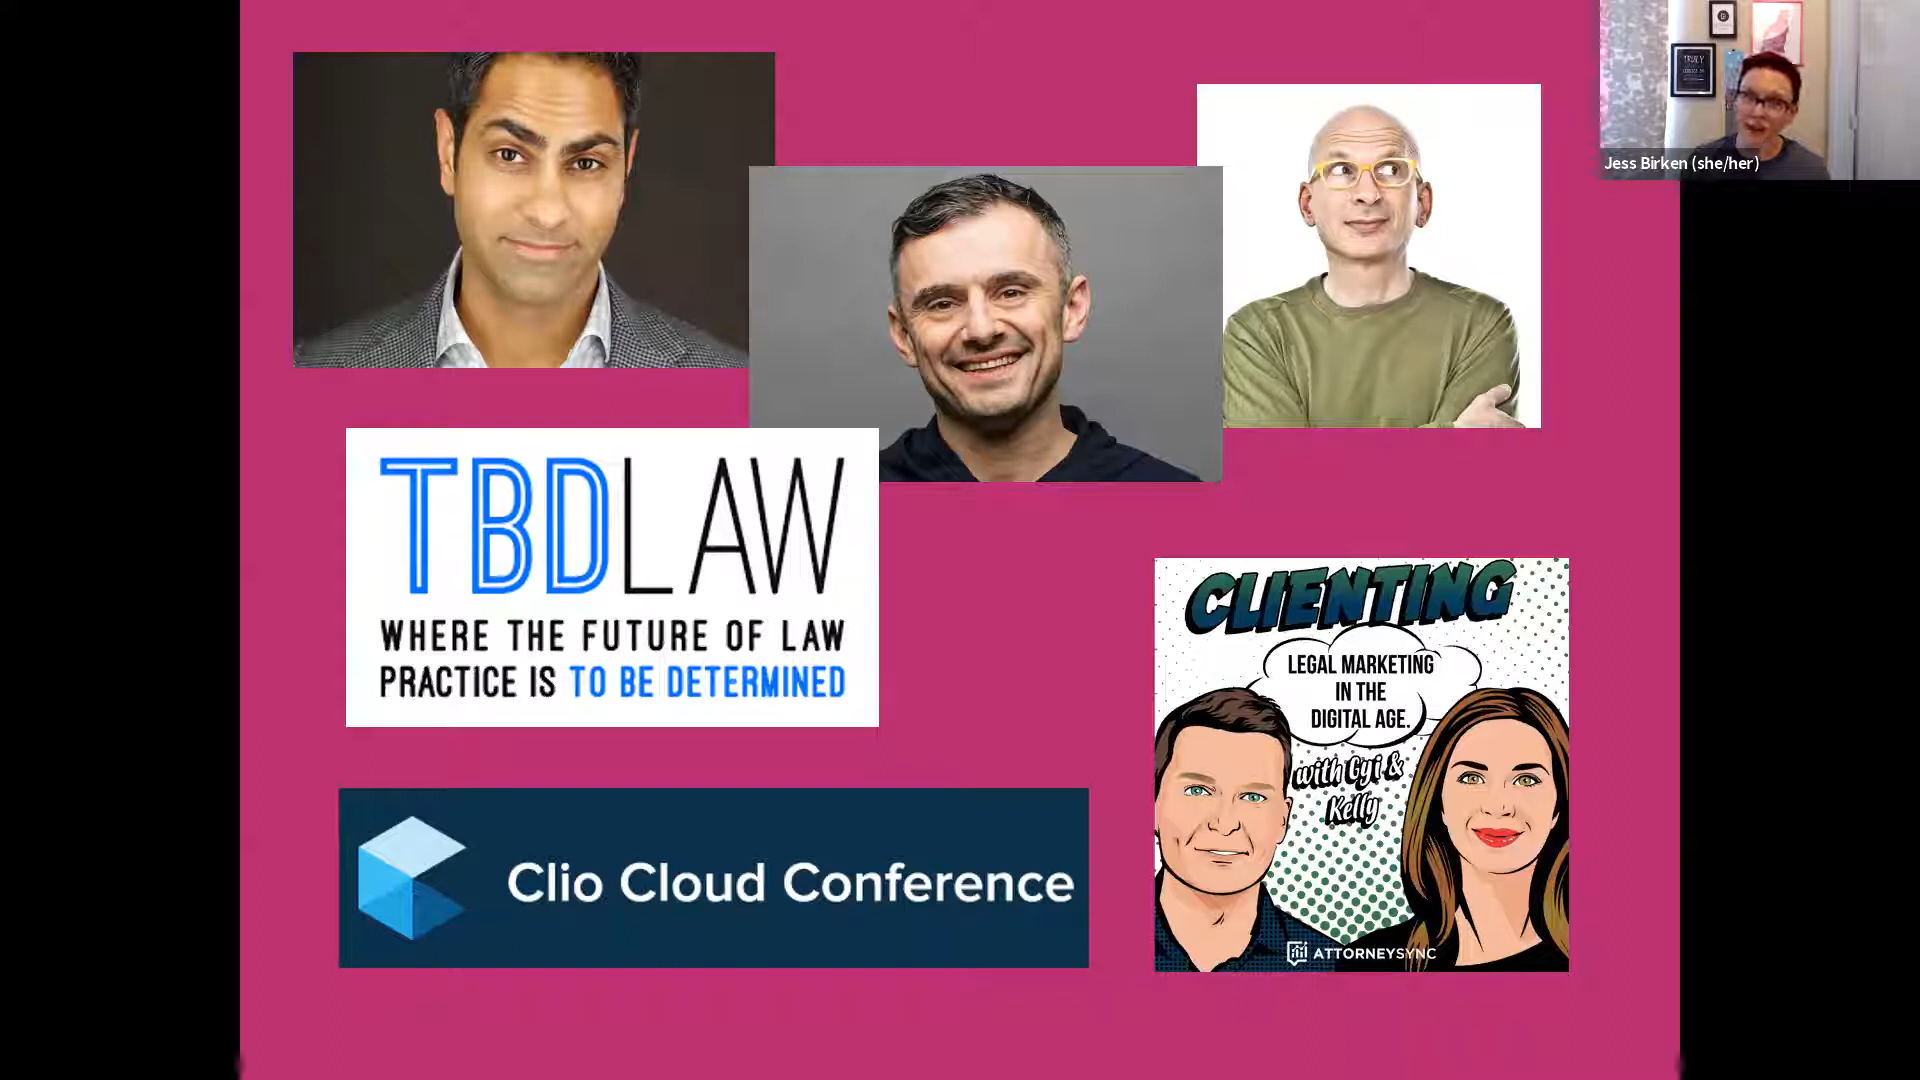 TRULY
Jess Birken (she/her)
TBDLAW
WHERE THE FUTURE OF LAW
PRACTICE IS TO BE DETERMINED
CLIENTING
LEGAL MARKETING
IN THE
DIGITAL AGE.
with Gyi &
Kelly
ATTORNEYSYNC
Clio Cloud Conference